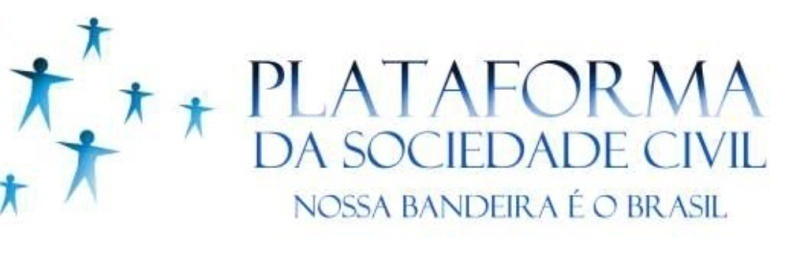 PLATAFORMA
DA SOCIEDADE CIVIL
NOSSA BANDEIRA É O BRASIL